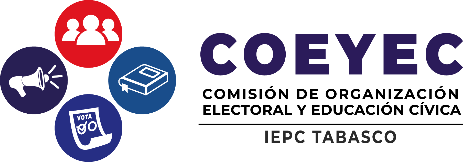 VOTA
COEYEC
COMISIÓN DE ORGANIZACIÓN
ELECTORAL Y EDUCACIÓN CÍVICA
IEPC TABASCO